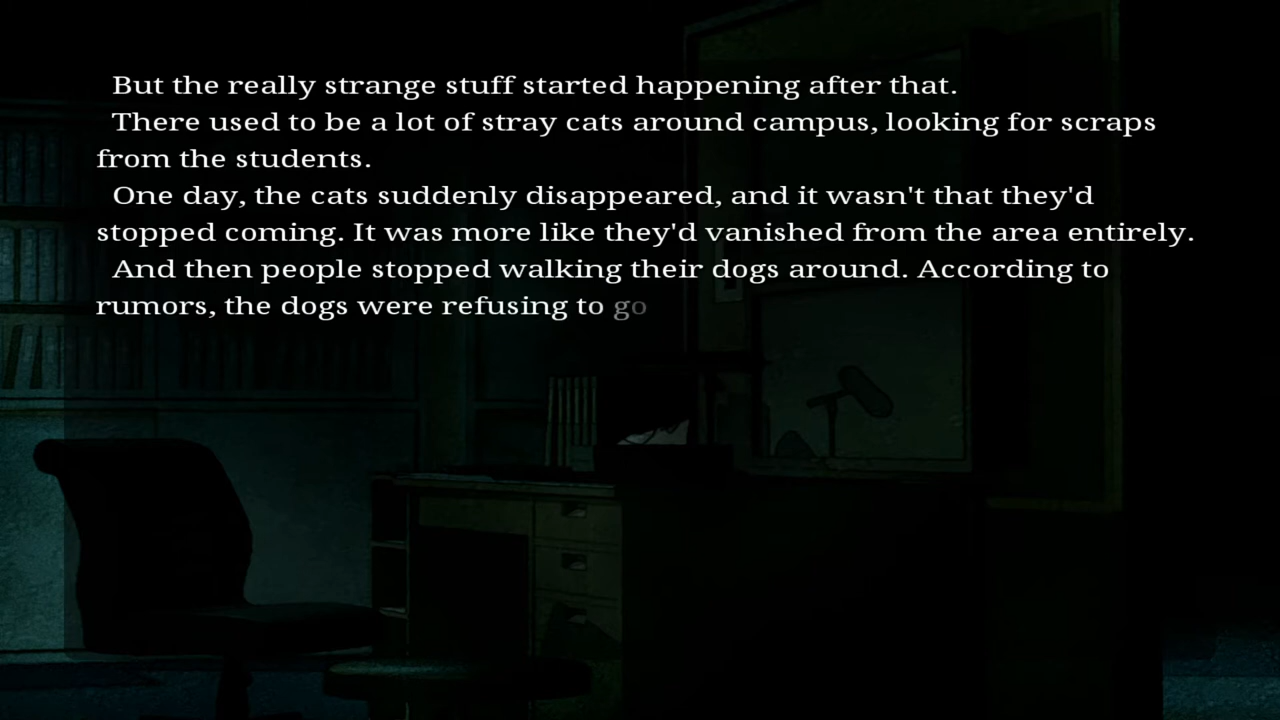 But the really strange stuff started happening after that.
There used to be a lot of stray cats around campus, looking for scraps
from the students.
One day, the cats suddenly disappeared, and it wasn't that they'd
stopped coming. It was more like they'd vanished from the area entirely.
And then people stopped walking their dogs around. According to
rumors, the dogs were refusing to go